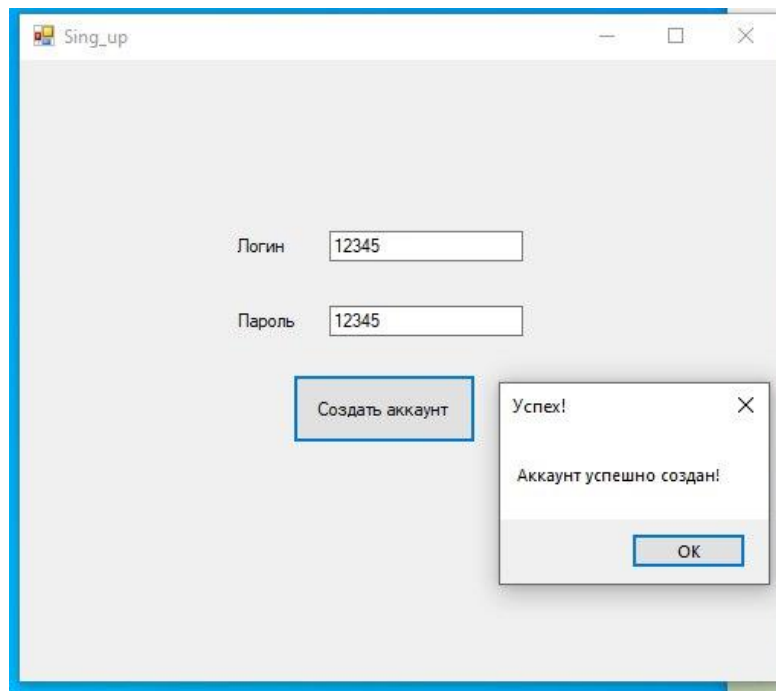 Sing_up
Логин 12345
Пароль 12345
Создать аккаунт
Успех!
Аккаунт успешно создан!
OK